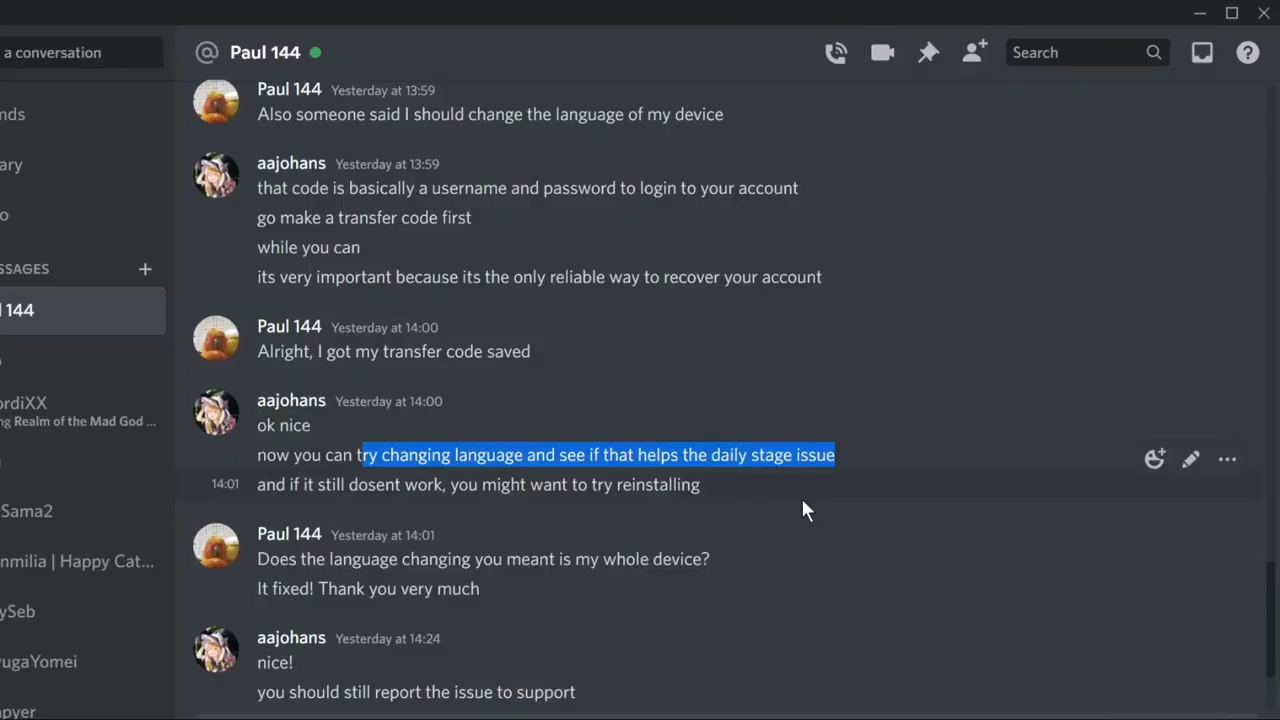 a conversation
@ Paul 144
Search
nds
Paul 144 Yesterday at 13:59
Also someone said I should change the language of my device
ary
aajohans Yesterday at 13:59
that code is basically a username and password to login to your account
o
go make a transfer code first
while you can
SSAGES +
its very important because its the only reliable way to recover your account
l 144
Paul 144 Yesterday at 14:00
Alright, I got my transfer code saved
ordiXX
ng Realm of the Mad God ...
aajohans Yesterday at 14:00
ok nice
now you can try changing language and see if that helps the daily stage issue
14:01 and if it still dosent work, you might want to try reinstalling
Sama2
Paul 144 Yesterday at 14:01
Does the language changing you meant is my whole device?
nmilia | Happy Cat...
It fixed! Thank you very much
ySeb
aajohans Yesterday at 14:24
nice!
ugaYomei
you should still report the issue to support
apyer